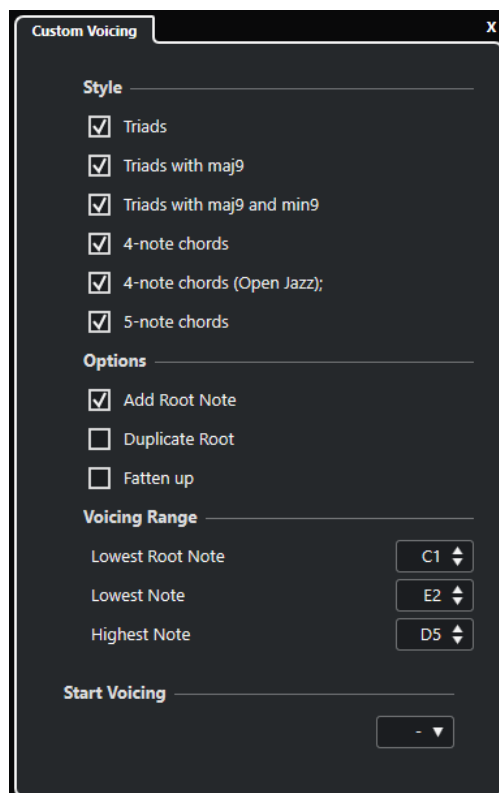 Custom Voicing X
Style
Triads
Triads with maj9
Triads with maj9 and min9
4-note chords
4-note chords (Open Jazz);
5-note chords
Options
Add Root Note
Duplicate Root
Fatten up
Voicing Range
Lowest Root Note C1
Lowest Note E2
Highest Note D5
Start Voicing
-